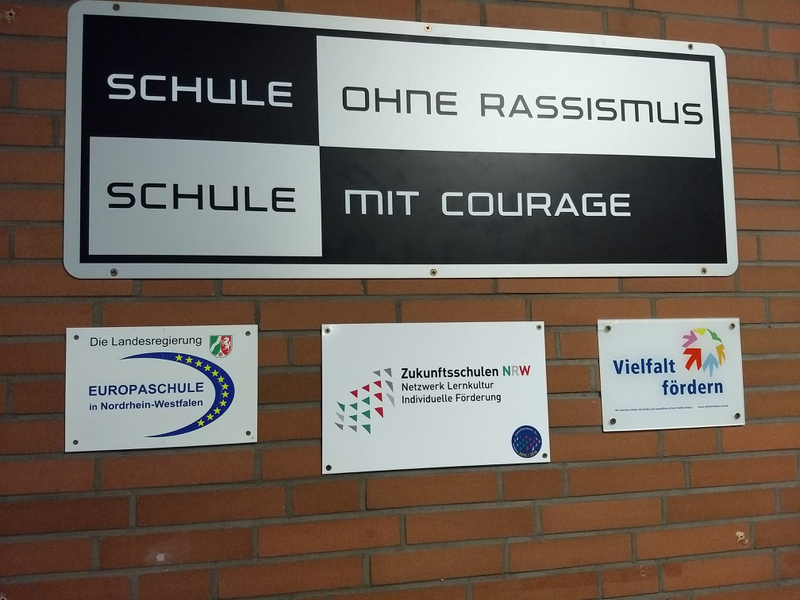 SCHULE OHNE RASSISMUS
SCHULE MIT COURAGE
Die Landesregierung
EUROPASCHULE
in Nordrhein-Westfalen
Zukunftsschulen NRW
Netzwerk Lernkultur
Individuelle Förderung
Vielfalt
fördern